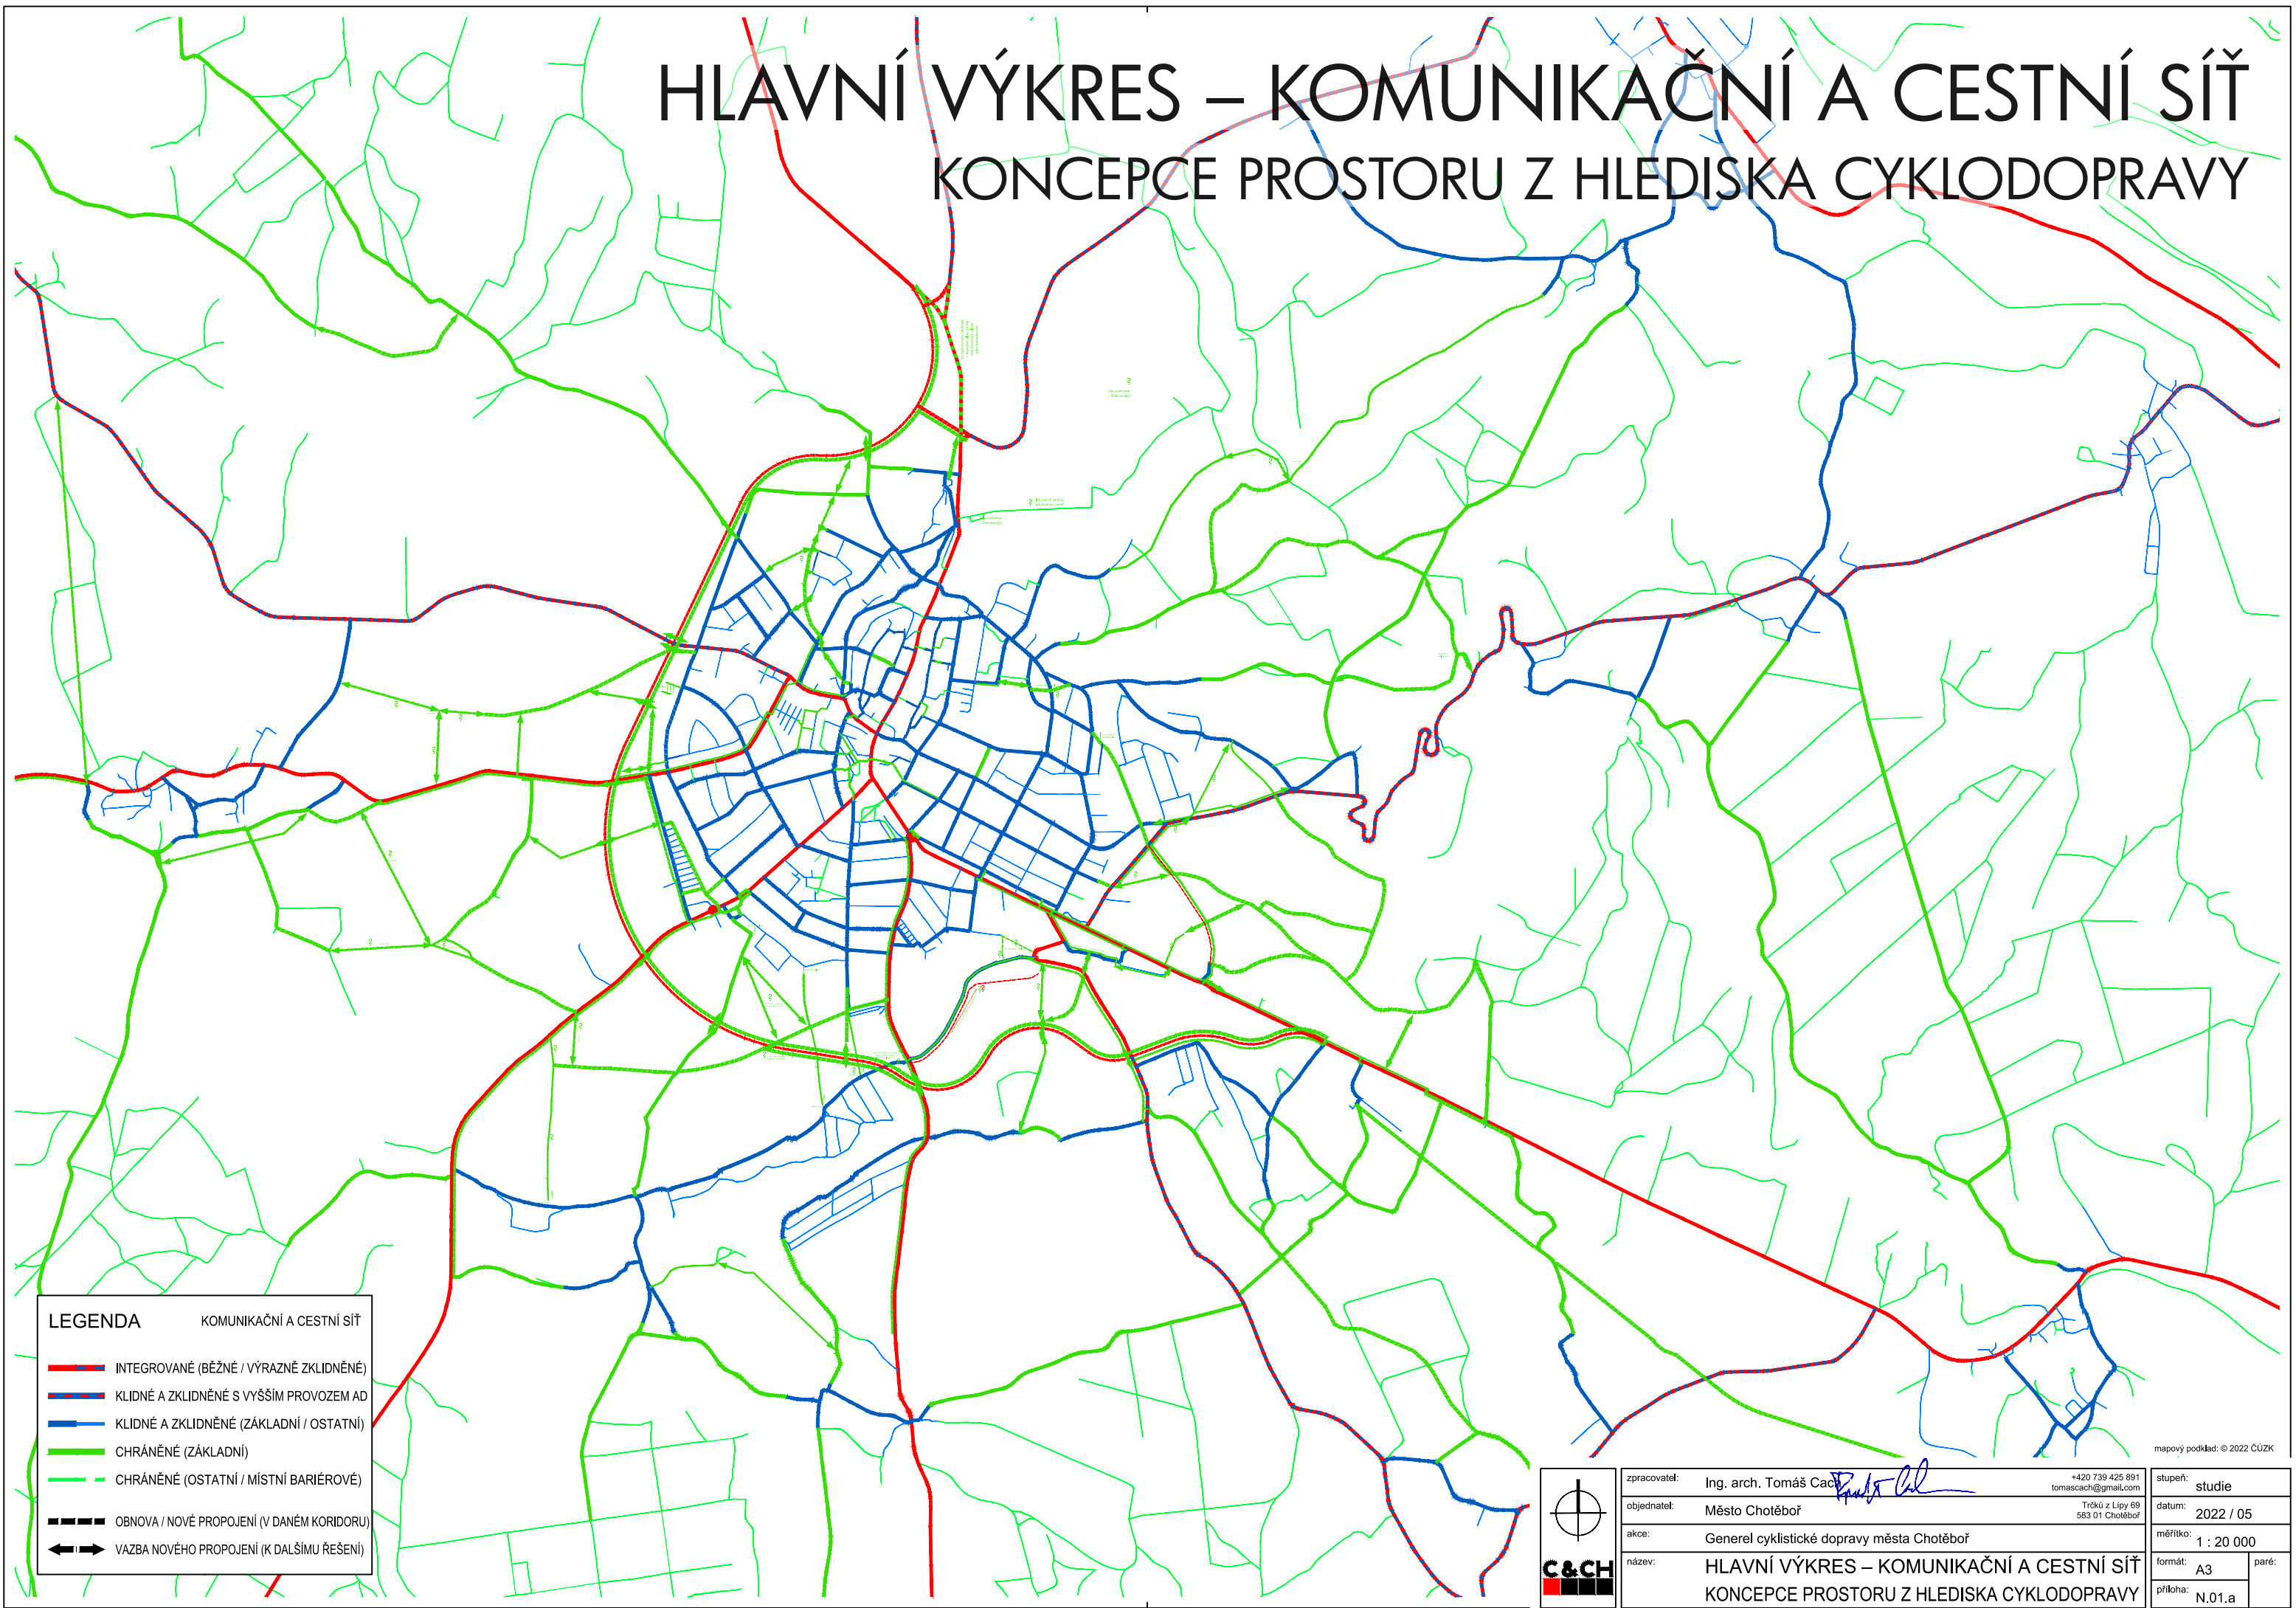 HLAVNÍ VÝKRES – KOMUNIKAČNÍ A CESTNÍ SÍŤ
KONCEPCE PROSTORU Z HLEDISKA CYKLODOPRAVY
LEGENDA KOMUNIKAČNÍ A CESTNÍ SÍŤ
INTEGROVANÉ (BĚŽNÉ / VÝRAZNĚ ZKLIDNĚNÉ)
KLIDNÉ A ZKLIDNĚNÉ S VYŠŠÍM PROVOZEM AD
KLIDNÉ A ZKLIDNĚNÉ (ZÁKLADNÍ / OSTATNÍ)
CHRÁNĚNÉ (ZÁKLADNÍ)
CHRÁNĚNÉ (OSTATNÍ / MÍSTNÍ BARIÉROVÉ)
OBNOVA / NOVÉ PROPOJENÍ (V DANÉM KORIDORU)
VAZBA NOVÉHO PROPOJENÍ (K DALŠÍMU ŘEŠENÍ)
mapový podklad: © 2022 ČÚZK
C&CH
zpracovatel: Ing. arch. Tomáš Cach
+420 739 425 891
tomascach@gmail.com
objednatel: Město Chotěboř
Trčků z Lípy 69
583 01 Chotěboř
akce: Generel cyklistické dopravy města Chotěboř
název: HLAVNÍ VÝKRES – KOMUNIKAČNÍ A CESTNÍ SÍŤ
KONCEPCE PROSTORU Z HLEDISKA CYKLODOPRAVY
stupeň: studie
datum: 2022 / 05
měřítko: 1 : 20 000
formát: A3
paré:
příloha: N.01.a